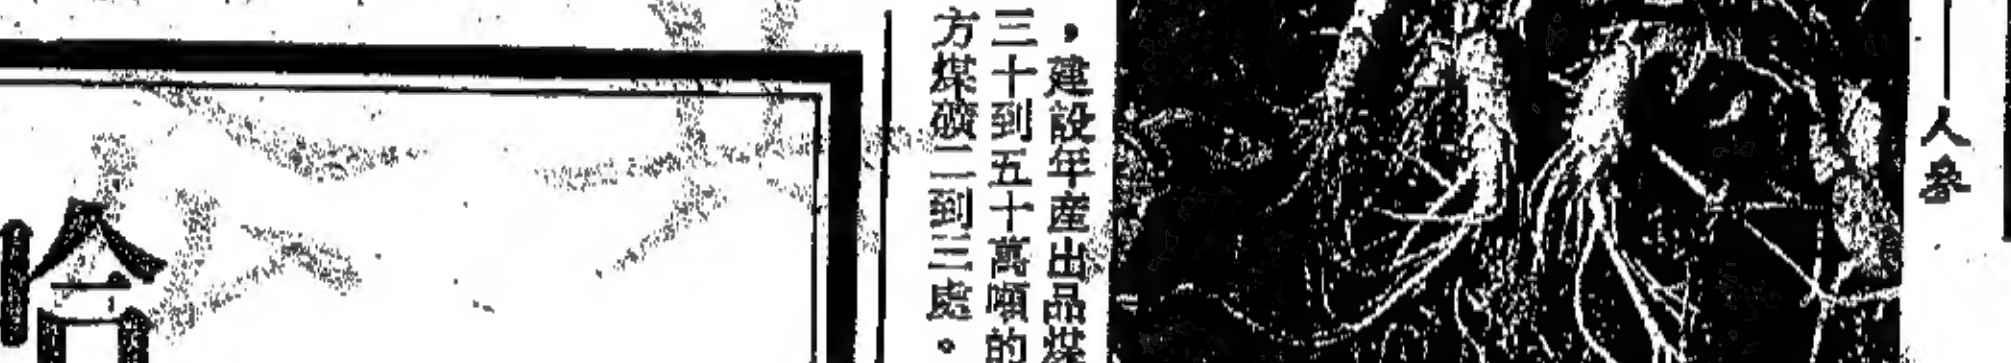 人參
，建設年産出品煤
三十到五十萬噸的
方煤礦二到三處。